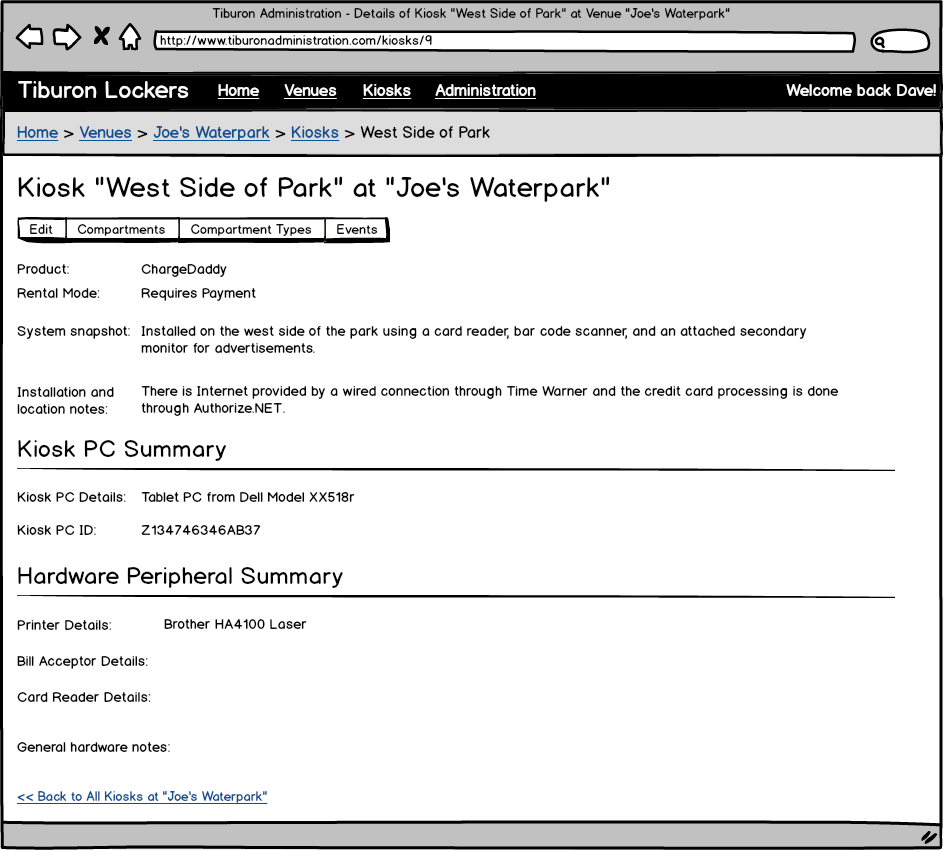 Tiburon Administration - Details of Kiosk "West Side of Park" at Venue "Joe's Waterpark"
http://www.tiburonadministration.com/kiosks/9
Tiburon Lockers Home Venues Kiosks Administration Welcome back Dave!
Home > Venues > Joe's Waterpark > Kiosks > West Side of Park
Kiosk "West Side of Park" at "Joe's Waterpark"
Edit Compartments Compartment Types Events
Product: ChargeDaddy
Rental Mode: Requires Payment
System snapshot: Installed on the west side of the park using a card reader, bar code scanner, and an attached secondary
monitor for advertisements.
Installation and There is Internet provided by a wired connection through Time Warner and the credit card processing is done
location notes: through Authorize.NET.
Kiosk PC Summary
Kiosk PC Details: Tablet PC from Dell Model XX518r
Kiosk PC ID: Z134746346AB37
Hardware Peripheral Summary
Printer Details: Brother HA4100 Laser
Bill Acceptor Details:
Card Reader Details:
General hardware notes:
<< Back to All Kiosks at "Joe's Waterpark"